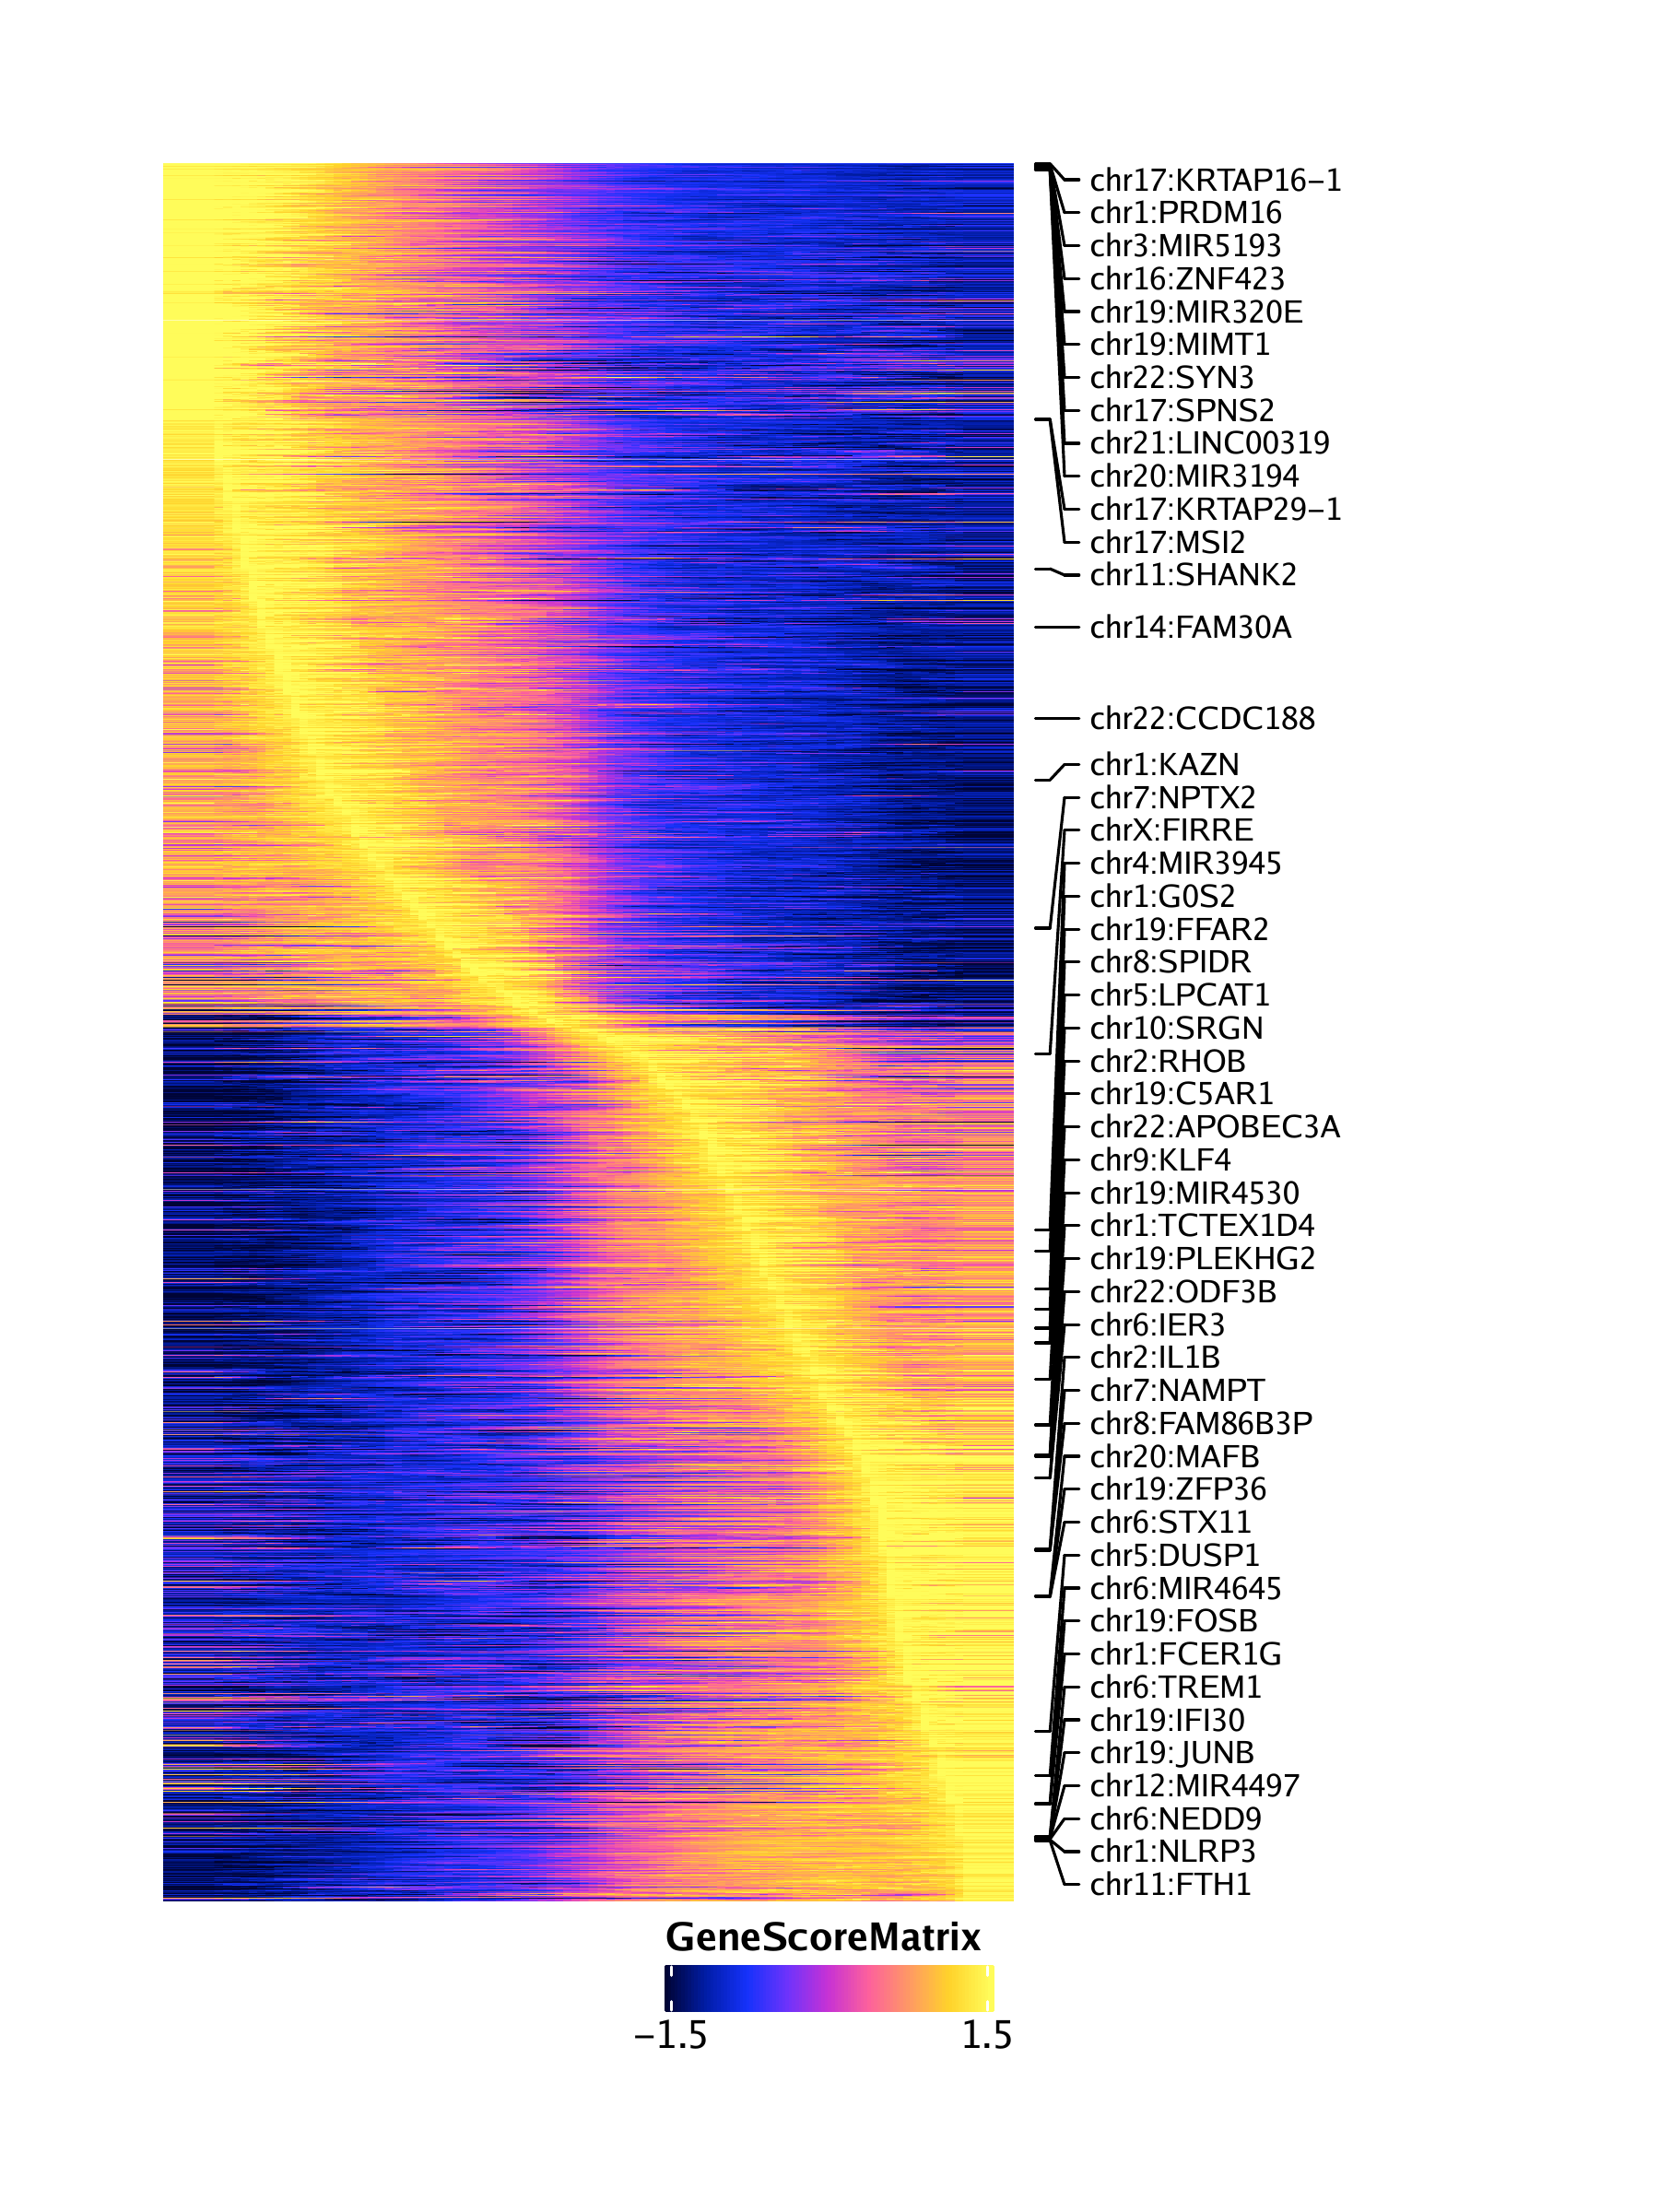 chr17:KRTAP16−1
chr1:PRDM16
chr3:MIR5193
chr16:ZNF423
chr19:MIR320E
chr19:MIMT1
chr22:SYN3
chr17:SPNS2
chr21:LINC00319
chr20:MIR3194
chr17:KRTAP29−1
chr17:MSI2
chr11:SHANK2
chr14:FAM30A
chr22:CCDC188
chr1:KAZN
chr7:NPTX2
chrX:FIRRE
chr4:MIR3945
chr1:G0S2
chr19:FFAR2
chr8:SPIDR
chr5:LPCAT1
chr10:SRGN
chr2:RHOB
chr19:C5AR1
chr22:APOBEC3A
chr9:KLF4
chr19:MIR4530
chr1:TCTEX1D4
chr19:PLEKHG2
chr22:ODF3B
chr6:IER3
chr2:IL1B
chr7:NAMPT
chr8:FAM86B3P
chr20:MAFB
chr19:ZFP36
chr6:STX11
chr5:DUSP1
chr6:MIR4645
chr19:FOSB
chr1:FCER1G
chr6:TREM1
chr19:IFI30
chr19:JUNB
chr12:MIR4497
chr6:NEDD9
chr1:NLRP3
chr11:FTH1
GeneScoreMatrix
−1.5 1.5